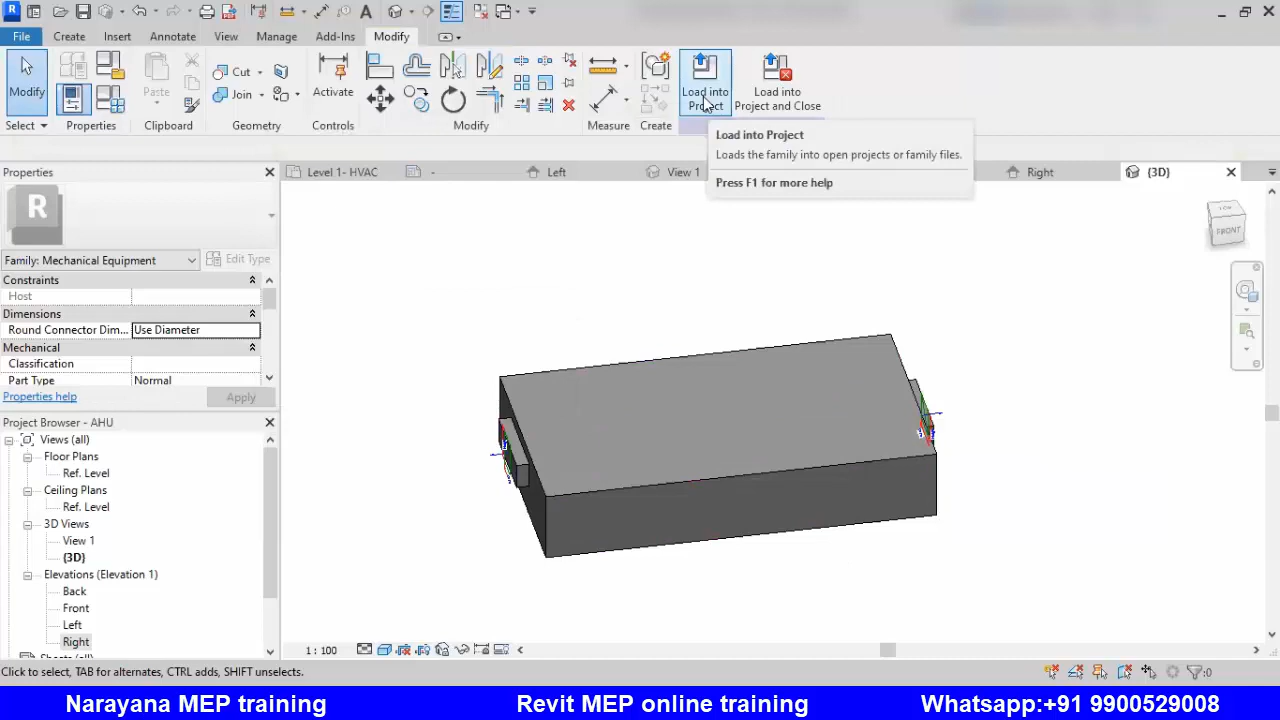 File Create Insert Annotate View Manage Add-Ins Modify
Modify Paste Cut Join Activate Load into Project Load into Project and Close
Select Properties Clipboard Geometry Controls Modify Measure Create
Load into Project
Loads the family into open projects or family files.
Press F1 for more help
Properties
Level 1- HVAC - Left View 1 Right {3D}
R
TOP
FRONT
Family: Mechanical Equipment Edit Type
Constraints
Host
Dimensions
Round Connector Dim... Use Diameter
Mechanical
Classification
Part Type Normal
Properties help Apply
Project Browser - AHU
Views (all)
Floor Plans
Ref. Level
Ceiling Plans
Ref. Level
3D Views
View 1
{3D}
Elevations (Elevation 1)
Back
Front
Left
Right
Sheets (all)
1 : 100
Click to select, TAB for alternates, CTRL adds, SHIFT unselects. :0
Narayana MEP training Revit MEP online training Whatsapp:+91 9900529008